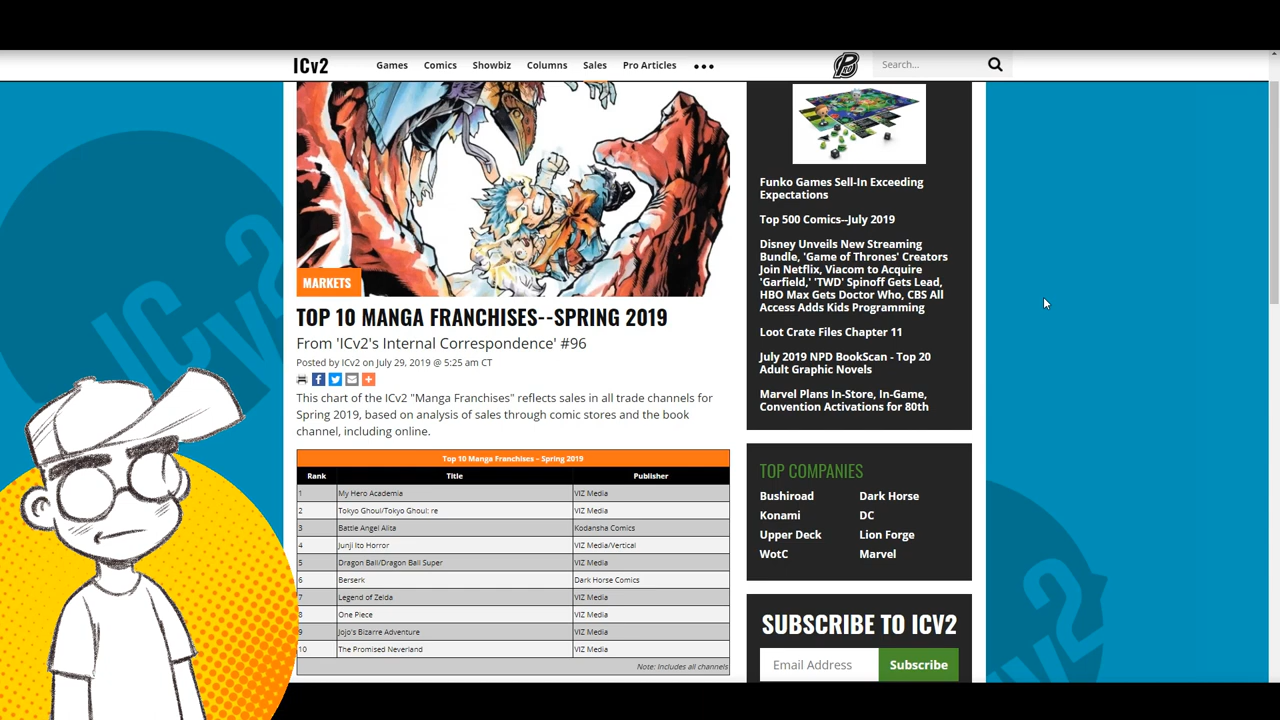 ICv2
Games Comics Showbiz Columns Sales Pro Articles
Search...
MARKETS
TOP 10 MANGA FRANCHISES--SPRING 2019
From 'ICv2's Internal Correspondence' #96
Posted by ICv2 on July 29, 2019 @ 5:25 am CT
This chart of the ICv2 "Manga Franchises" reflects sales in all trade channels for
Spring 2019, based on analysis of sales through comic stores and the book
channel, including online.
Top 10 Manga Franchises – Spring 2019
Rank Title Publisher
1 My Hero Academia VIZ Media
2 Tokyo Ghoul/Tokyo Ghoul: re VIZ Media
3 Battle Angel Alita Kodansha Comics
4 Junji Ito Horror VIZ Media/Vertical
5 Dragon Ball/Dragon Ball Super VIZ Media
6 Berserk Dark Horse Comics
7 Legend of Zelda VIZ Media
8 One Piece VIZ Media
9 Jojo's Bizarre Adventure VIZ Media
10 The Promised Neverland VIZ Media
Note: Includes all channels
Funko Games Sell-In Exceeding
Expectations
Top 500 Comics--July 2019
Disney Unveils New Streaming
Bundle, 'Game of Thrones' Creators
Join Netflix, Viacom to Acquire
'Garfield,' 'TWD' Spinoff Gets Lead,
HBO Max Gets Doctor Who, CBS All
Access Adds Kids Programming
Loot Crate Files Chapter 11
July 2019 NPD BookScan - Top 20
Adult Graphic Novels
Marvel Plans In-Store, In-Game,
Convention Activations for 80th
TOP COMPANIES
Bushiroad Dark Horse
Konami DC
Upper Deck Lion Forge
WotC Marvel
SUBSCRIBE TO ICV2
Email Address Subscribe
ICv2
ICv2